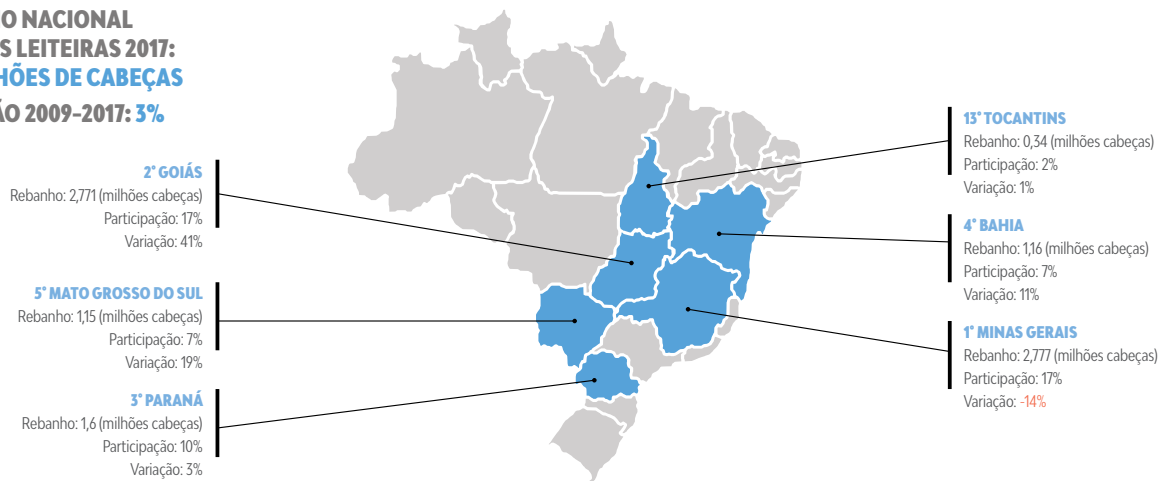 O NACIONAL
S LEITEIRAS 2017:
HÕES DE CABEÇAS
ÃO 2009-2017: 3%
2° GOIÁS
Rebanho: 2,771 (milhões cabeças)
Participação: 17%
Variação: 41%
5° MATO GROSSO DO SUL
Rebanho: 1,15 (milhões cabeças)
Participação: 7%
Variação: 19%
3° PARANÁ
Rebanho: 1,6 (milhões cabeças)
Participação: 10%
Variação: 3%
13° TOCANTINS
Rebanho: 0,34 (milhões cabeças)
Participação: 2%
Variação: 1%
4° BAHIA
Rebanho: 1,16 (milhões cabeças)
Participação: 7%
Variação: 11%
1° MINAS GERAIS
Rebanho: 2,777 (milhões cabeças)
Participação: 17%
Variação: -14%